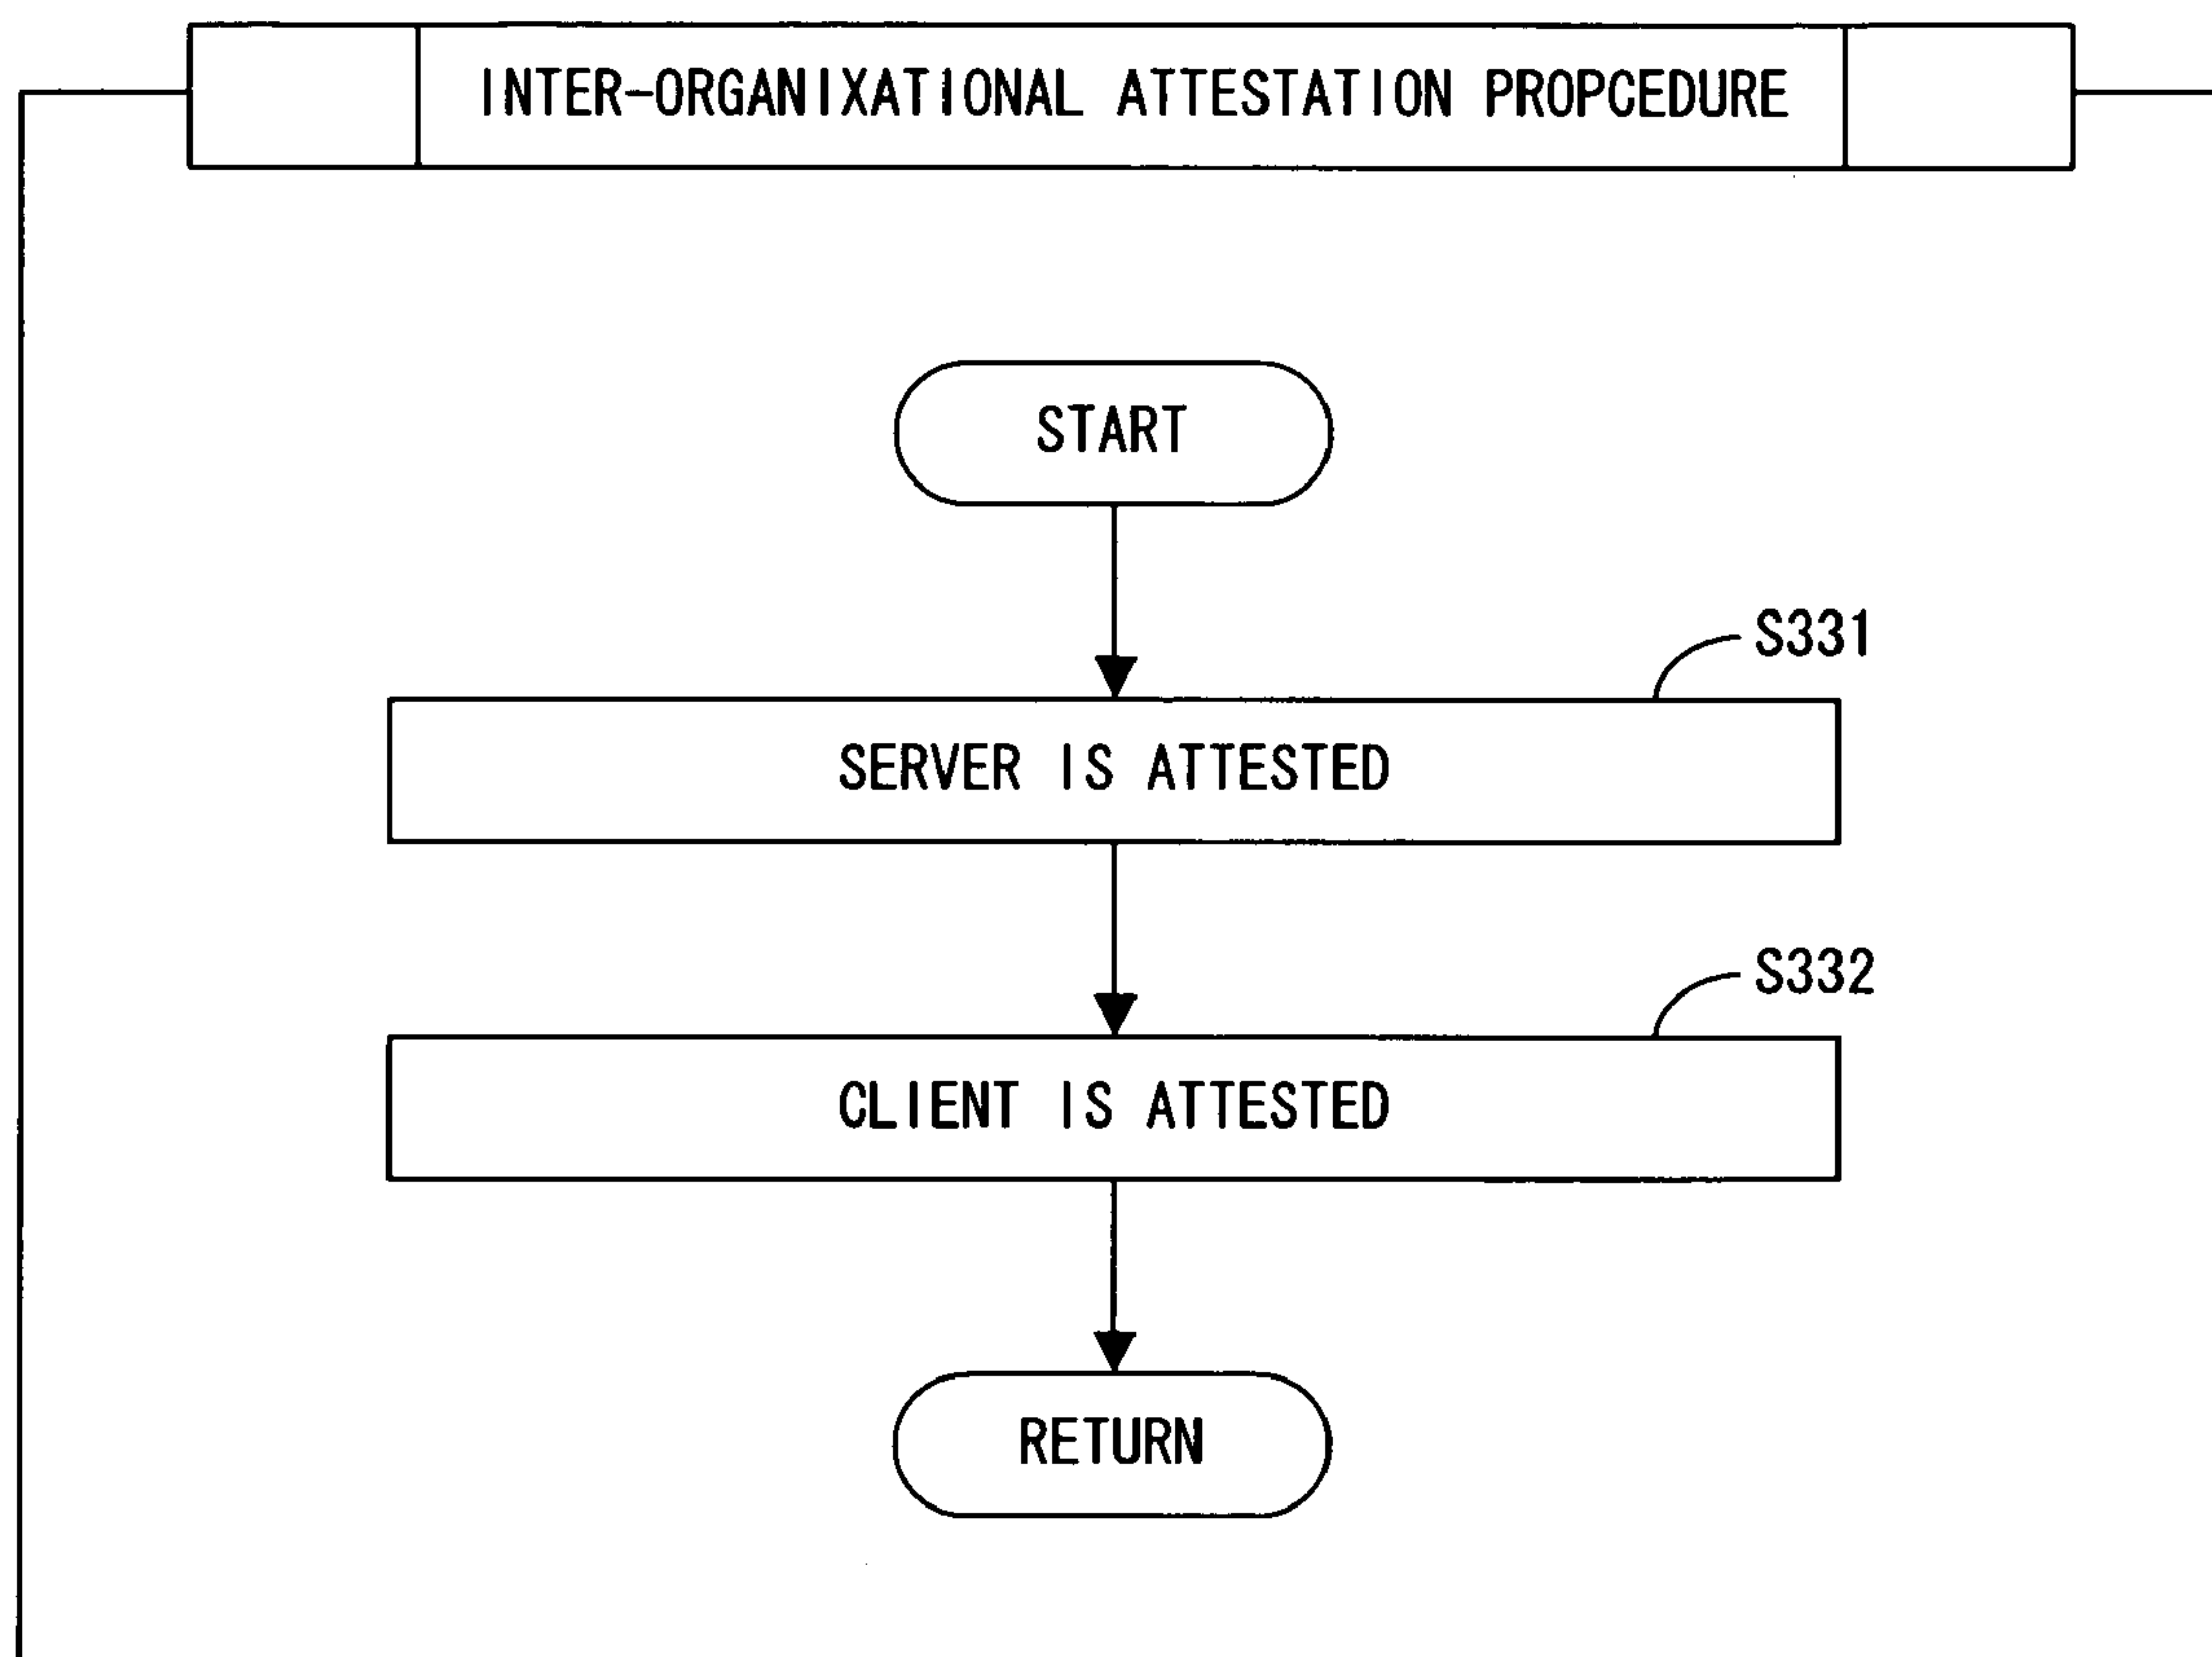 INTER-ORGANIXATIONAL ATTESTATION PROPCEDURE
START
S331
SERVER IS ATTESTED
S332
CLIENT IS ATTESTED
RETURN